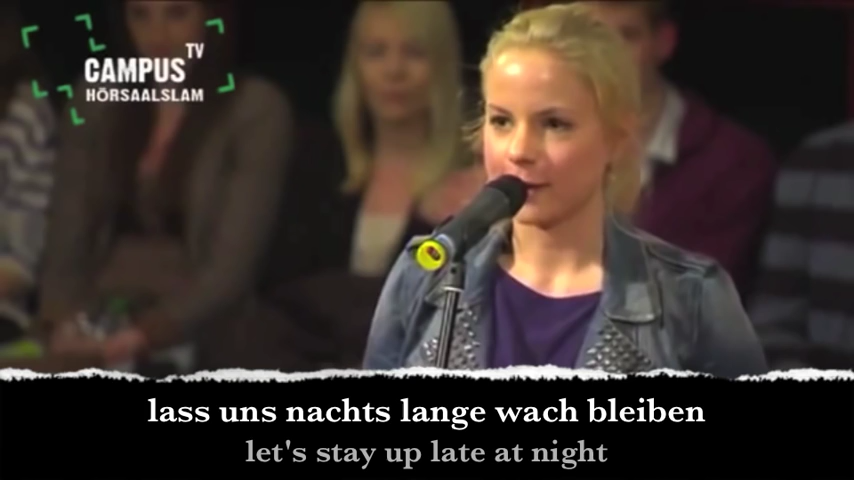 CAMPUS TV
HÖRSAALSLAM
lass uns nachts lange wach bleiben
let's stay up late at night